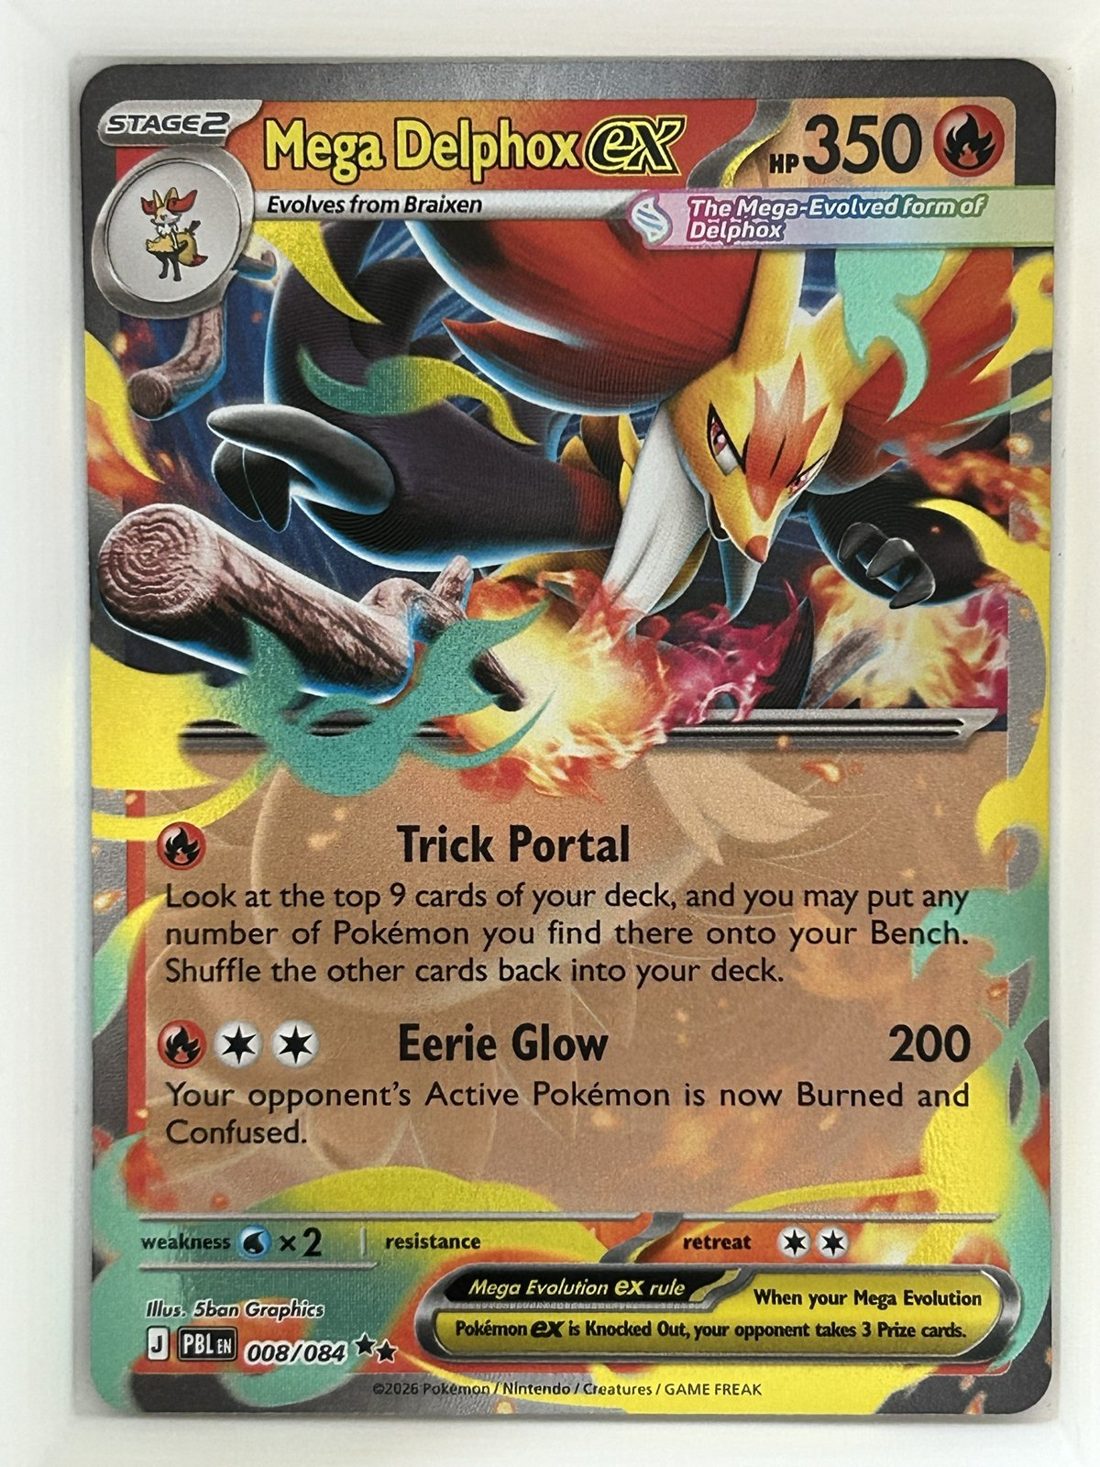 STAGE2
Mega Delphox ex
HP 350
Evolves from Braixen
The Mega-Evolved form of
Delphox
Trick Portal
Look at the top 9 cards of your deck, and you may put any
number of Pokémon you find there onto your Bench.
Shuffle the other cards back into your deck.
Eerie Glow 200
Your opponent's Active Pokémon is now Burned and
Confused.
weakness ×2 resistance retreat
Mega Evolution ex rule
When your Mega Evolution
Pokémon ex is Knocked Out, your opponent takes 3 Prize cards.
Illus. 5ban Graphics
J PBL EN 008/084 ★★
©2026 Pokémon / Nintendo / Creatures / GAME FREAK